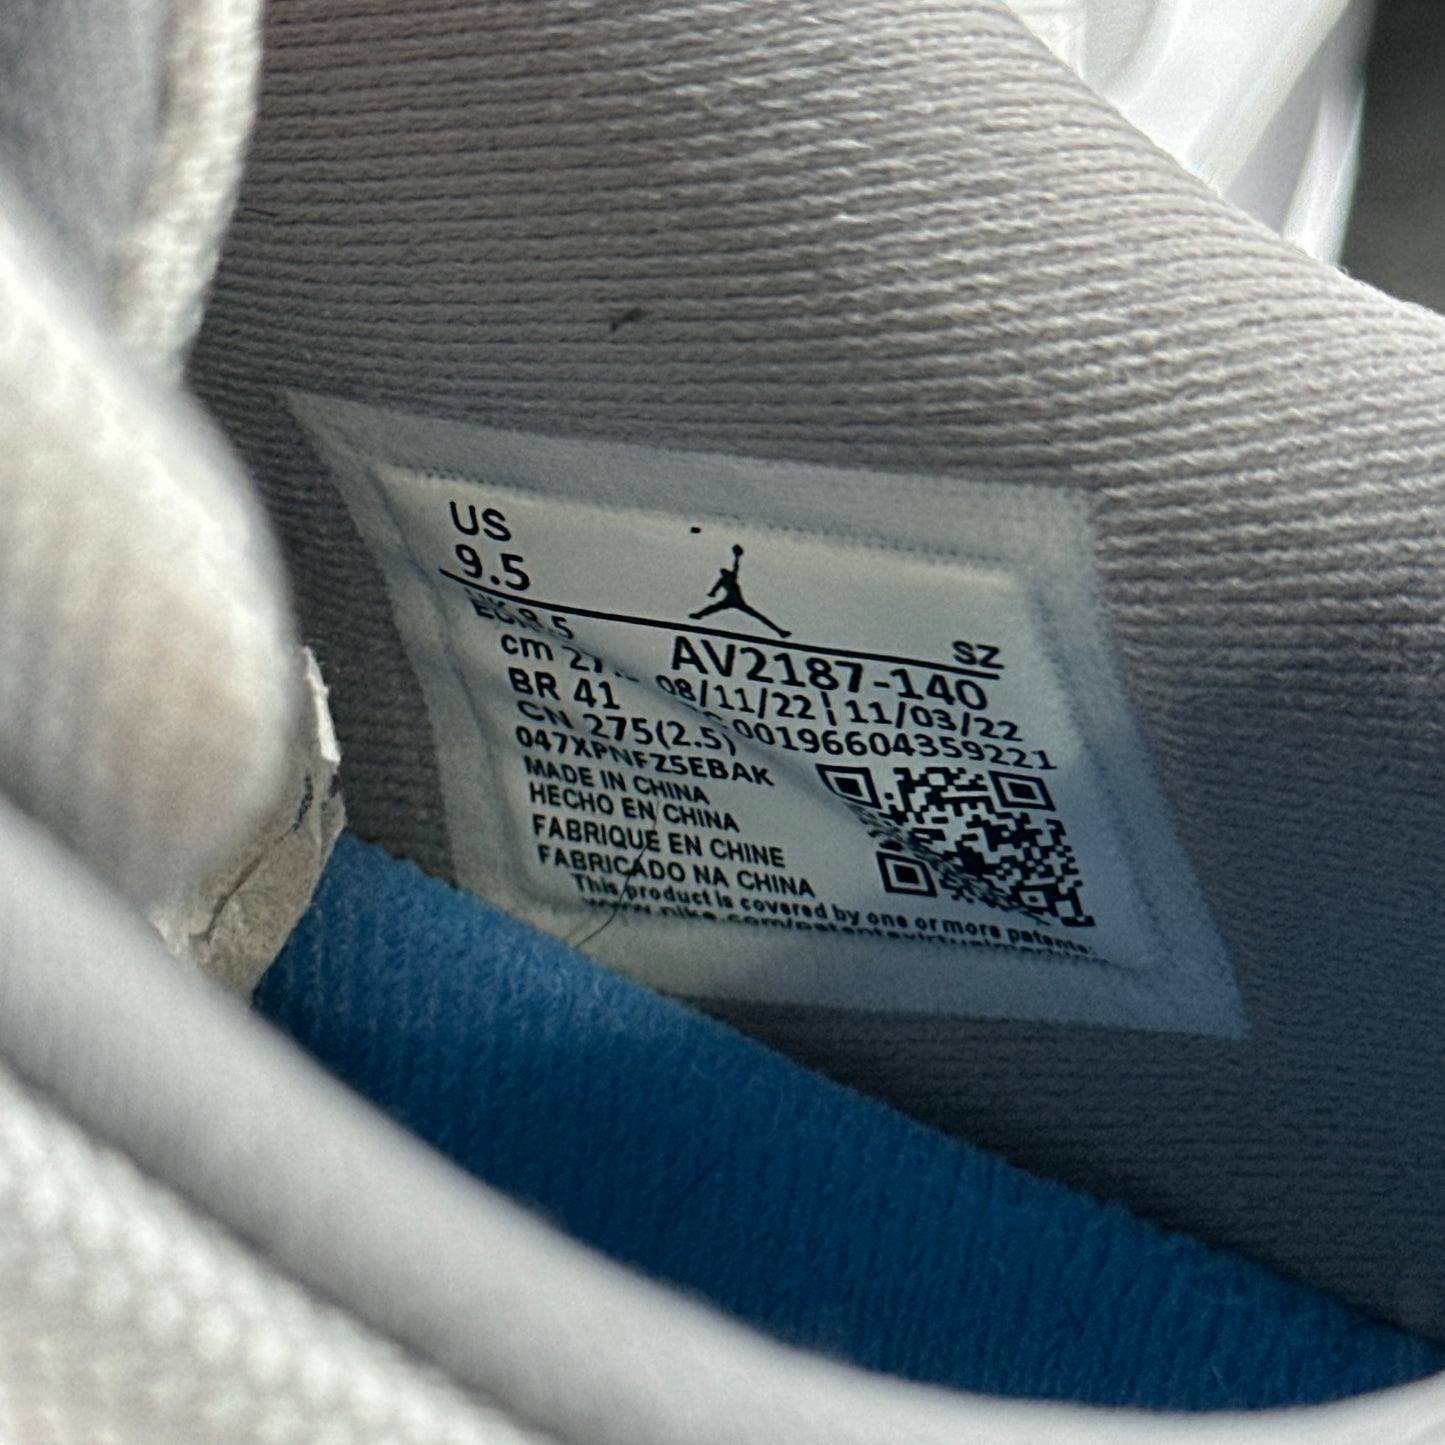 US
9.5
SZ
8.5
AV2187-140
cm
BR 41
08/11/22 | 11/03/22
CN 275(2.5)
00196604359221
047XPNFZ5EBAK
MADE IN CHINA
HECHO EN CHINA
FABRIQUE EN CHINE
FABRICADO NA CHINA
This product is covered by one or more patents: